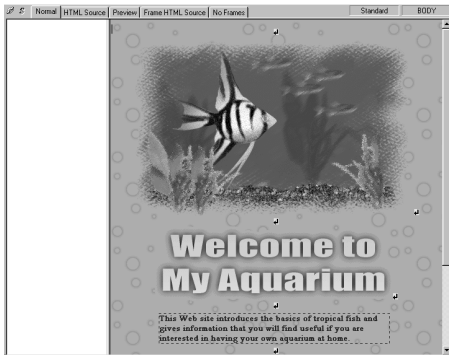 Normal HTML Source Preview Frame HTML Source No Frames Standard BODY
Welcome to
My Aquarium
This Web site introduces the basics of tropical fish and
gives information that you will find useful if you are
interested in having your own aquarium at home.